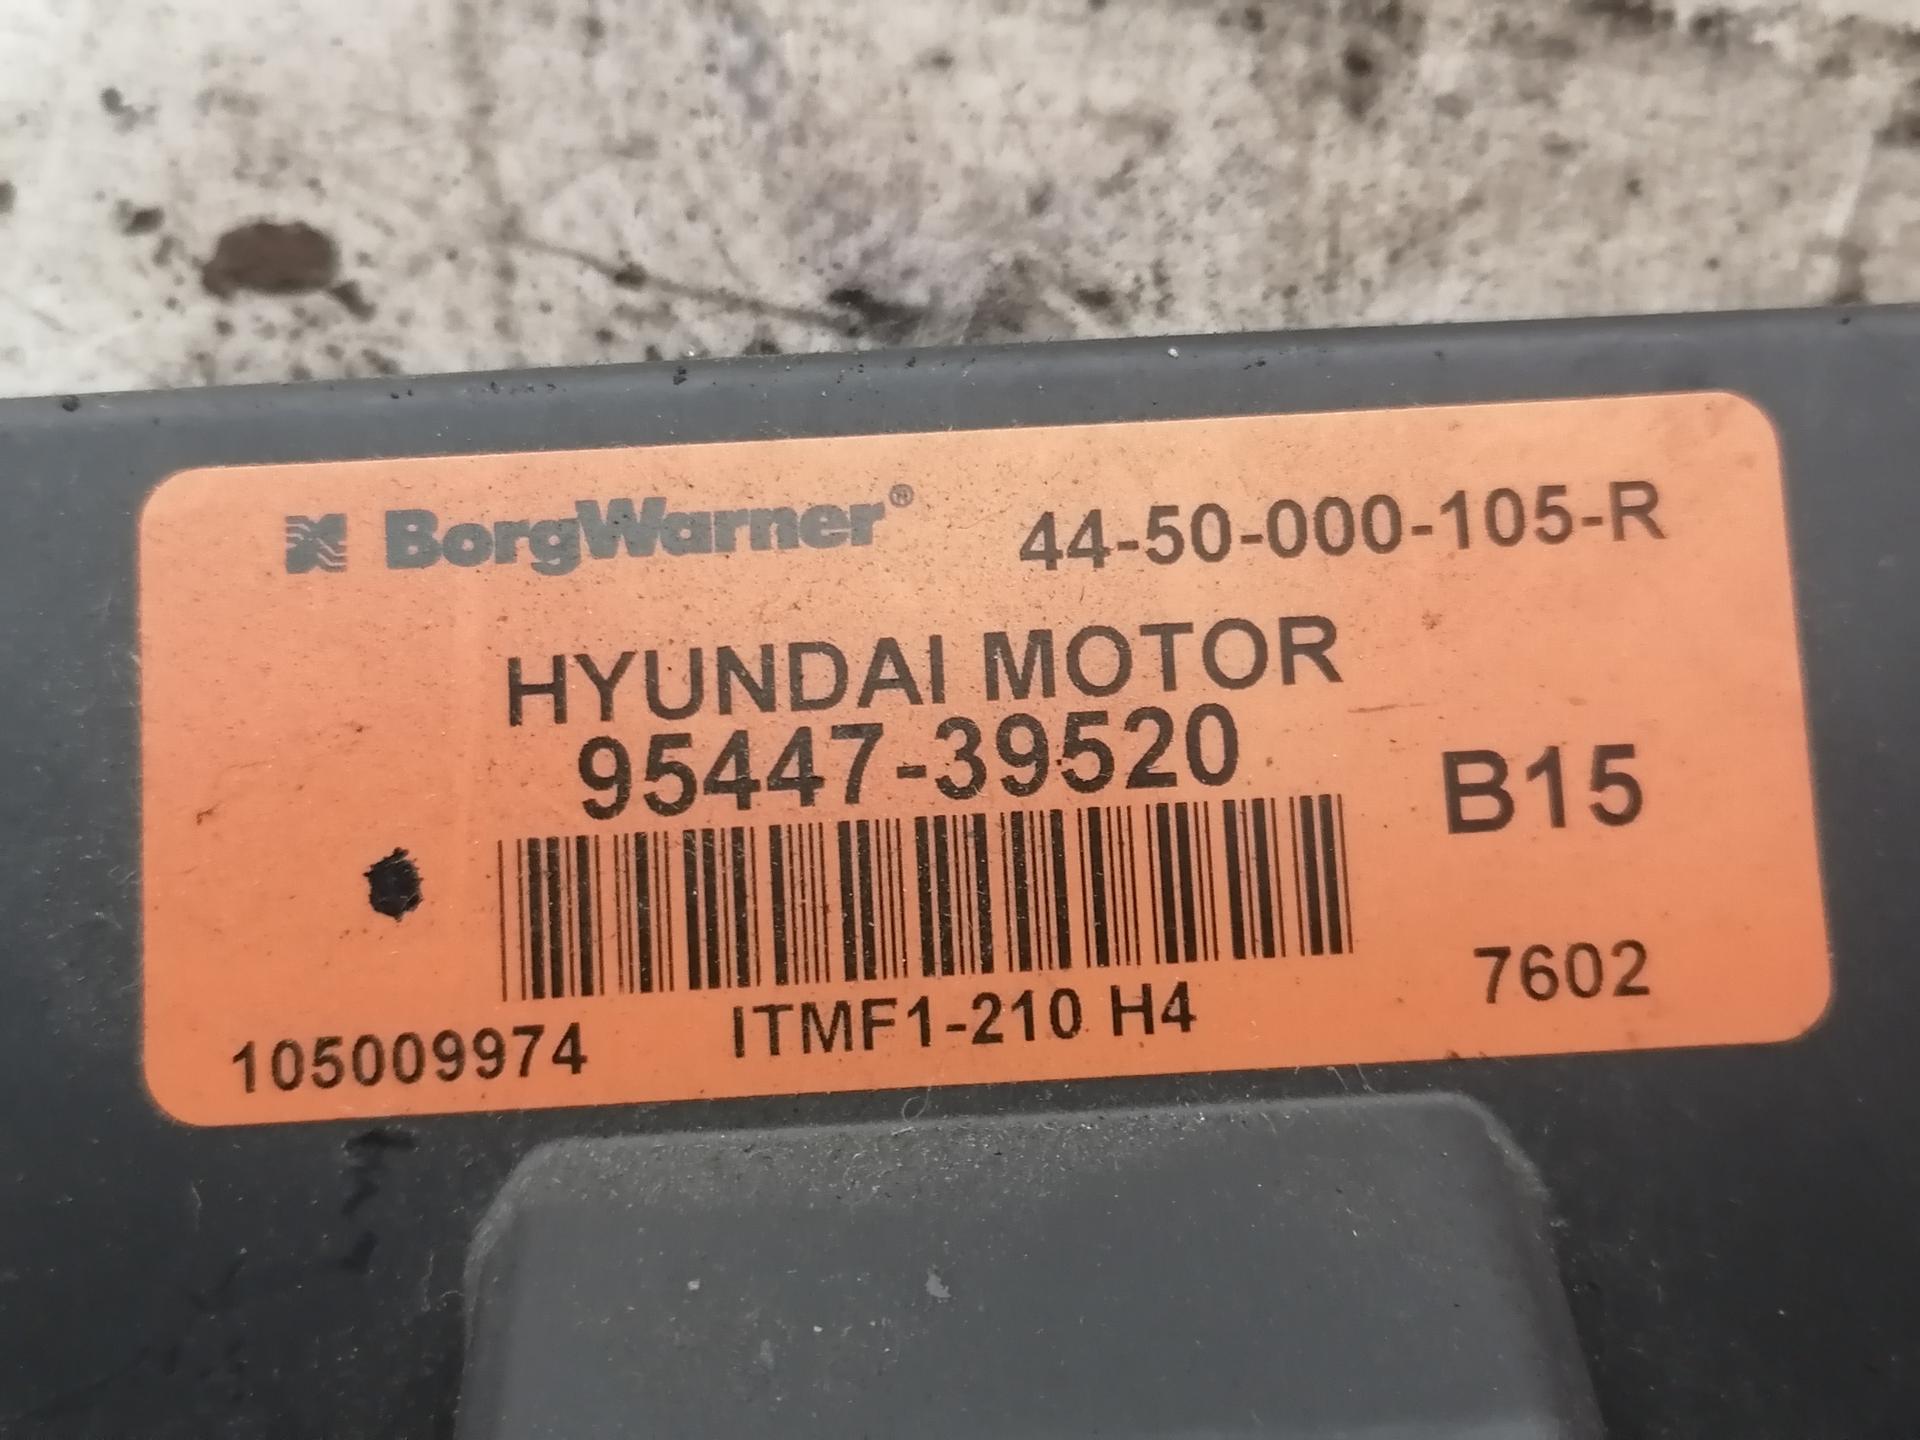 BorgWarner® 44-50-000-105-R
HYUNDAI MOTOR
95447-39520
B15
7602
105009974 ITMF1-210 H4